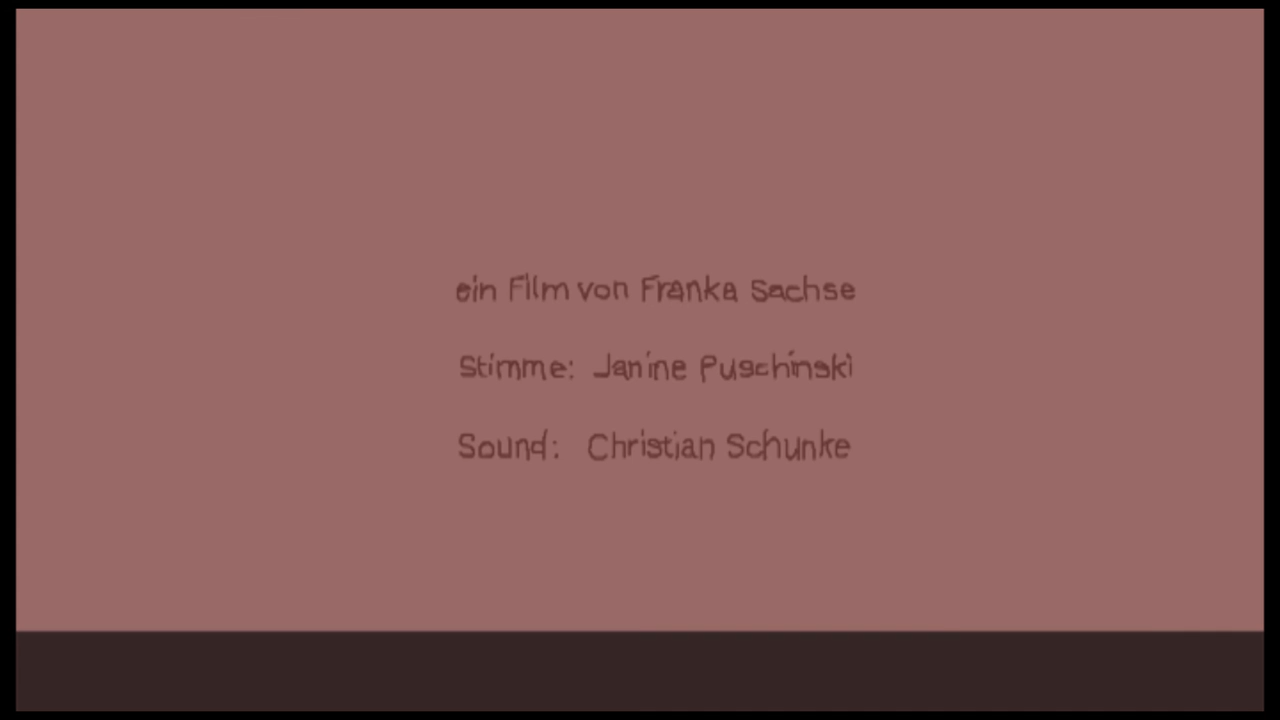 ein Film von Franka Sachse
Stimme: Janine Puschinski
Sound: Christian Schunke